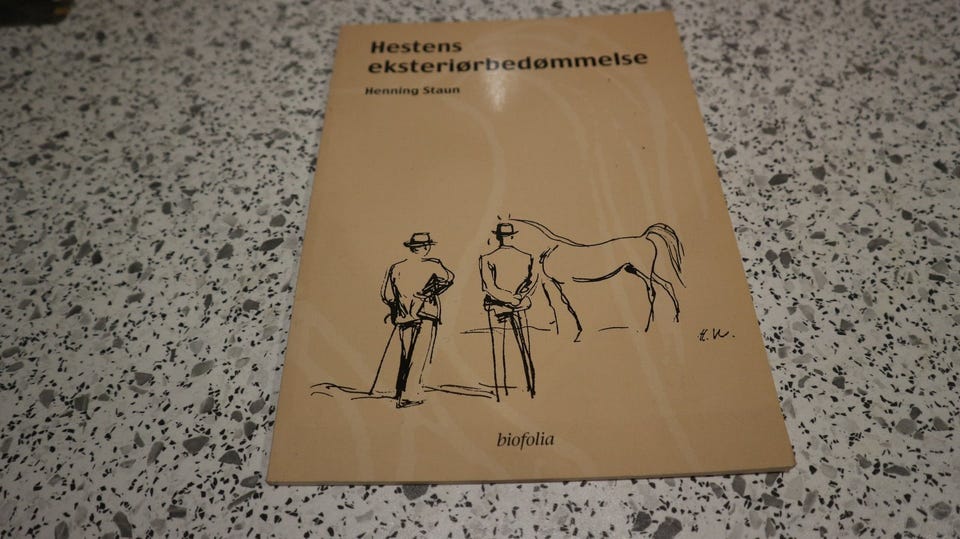 Hestens
eksteriørbedømmelse
Henning Staun
biofolia